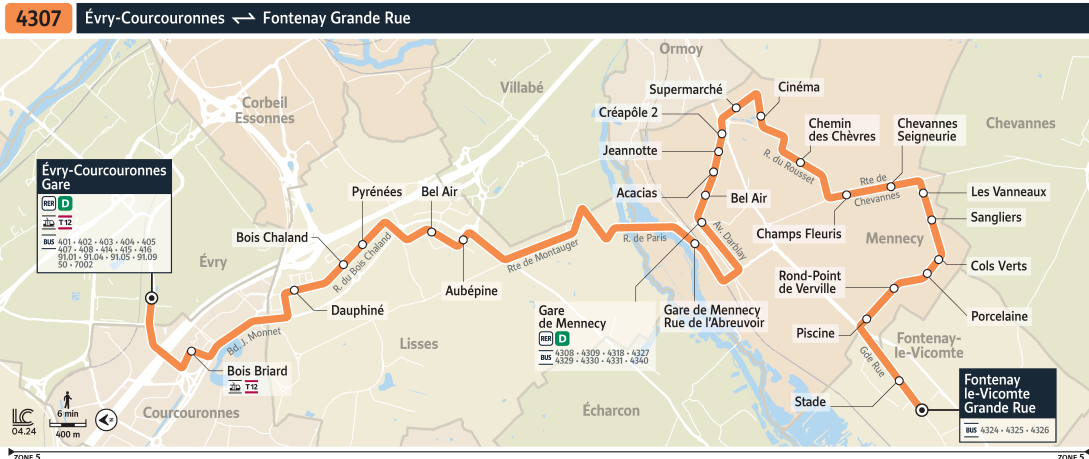 4307
Évry-Courcouronnes ⇌ Fontenay Grande Rue
Ormoy
Corbeil
Essonnes
Villabé
Supermarché
Cinéma
Créapôle 2
Chemin
des Chèvres
Chevannes
Seigneurie
Chevannes
Jeannotte
R. du Rousset
Évry-Courcouronnes
Gare
RER D
T12
BUS 401 • 402 • 403 • 404 • 405
407 • 408 • 414 • 415 • 416
91.01 • 91.04 • 91.05 • 91.09
50 • 7002
Pyrénées
Bel Air
Acacias
Bel Air
Rte de
Chevannes
Les Vanneaux
Sangliers
Bois Chaland
R. du Bois Chaland
Évry
Rte de Montauger
R. de Paris
Av. Darblay
Champs Fleuris
Mennecy
Cols Verts
Aubépine
Dauphiné
Rond-Point
de Verville
Porcelaine
Gare
de Mennecy
RER D
BUS 4308 • 4309 • 4318 • 4327
4329 • 4330 • 4331 • 4340
Gare de Mennecy
Rue de l'Abreuvoir
Piscine
Fontenay-
le-Vicomte
Bd. J. Monnet
Lisses
Gde Rue
Bois Briard
T12
Stade
Fontenay
le-Vicomte
Grande Rue
BUS 4324 • 4325 • 4326
Courcouronnes
Écharcon
LC
04.24
6 min
400 m
ZONE 5
ZONE 5